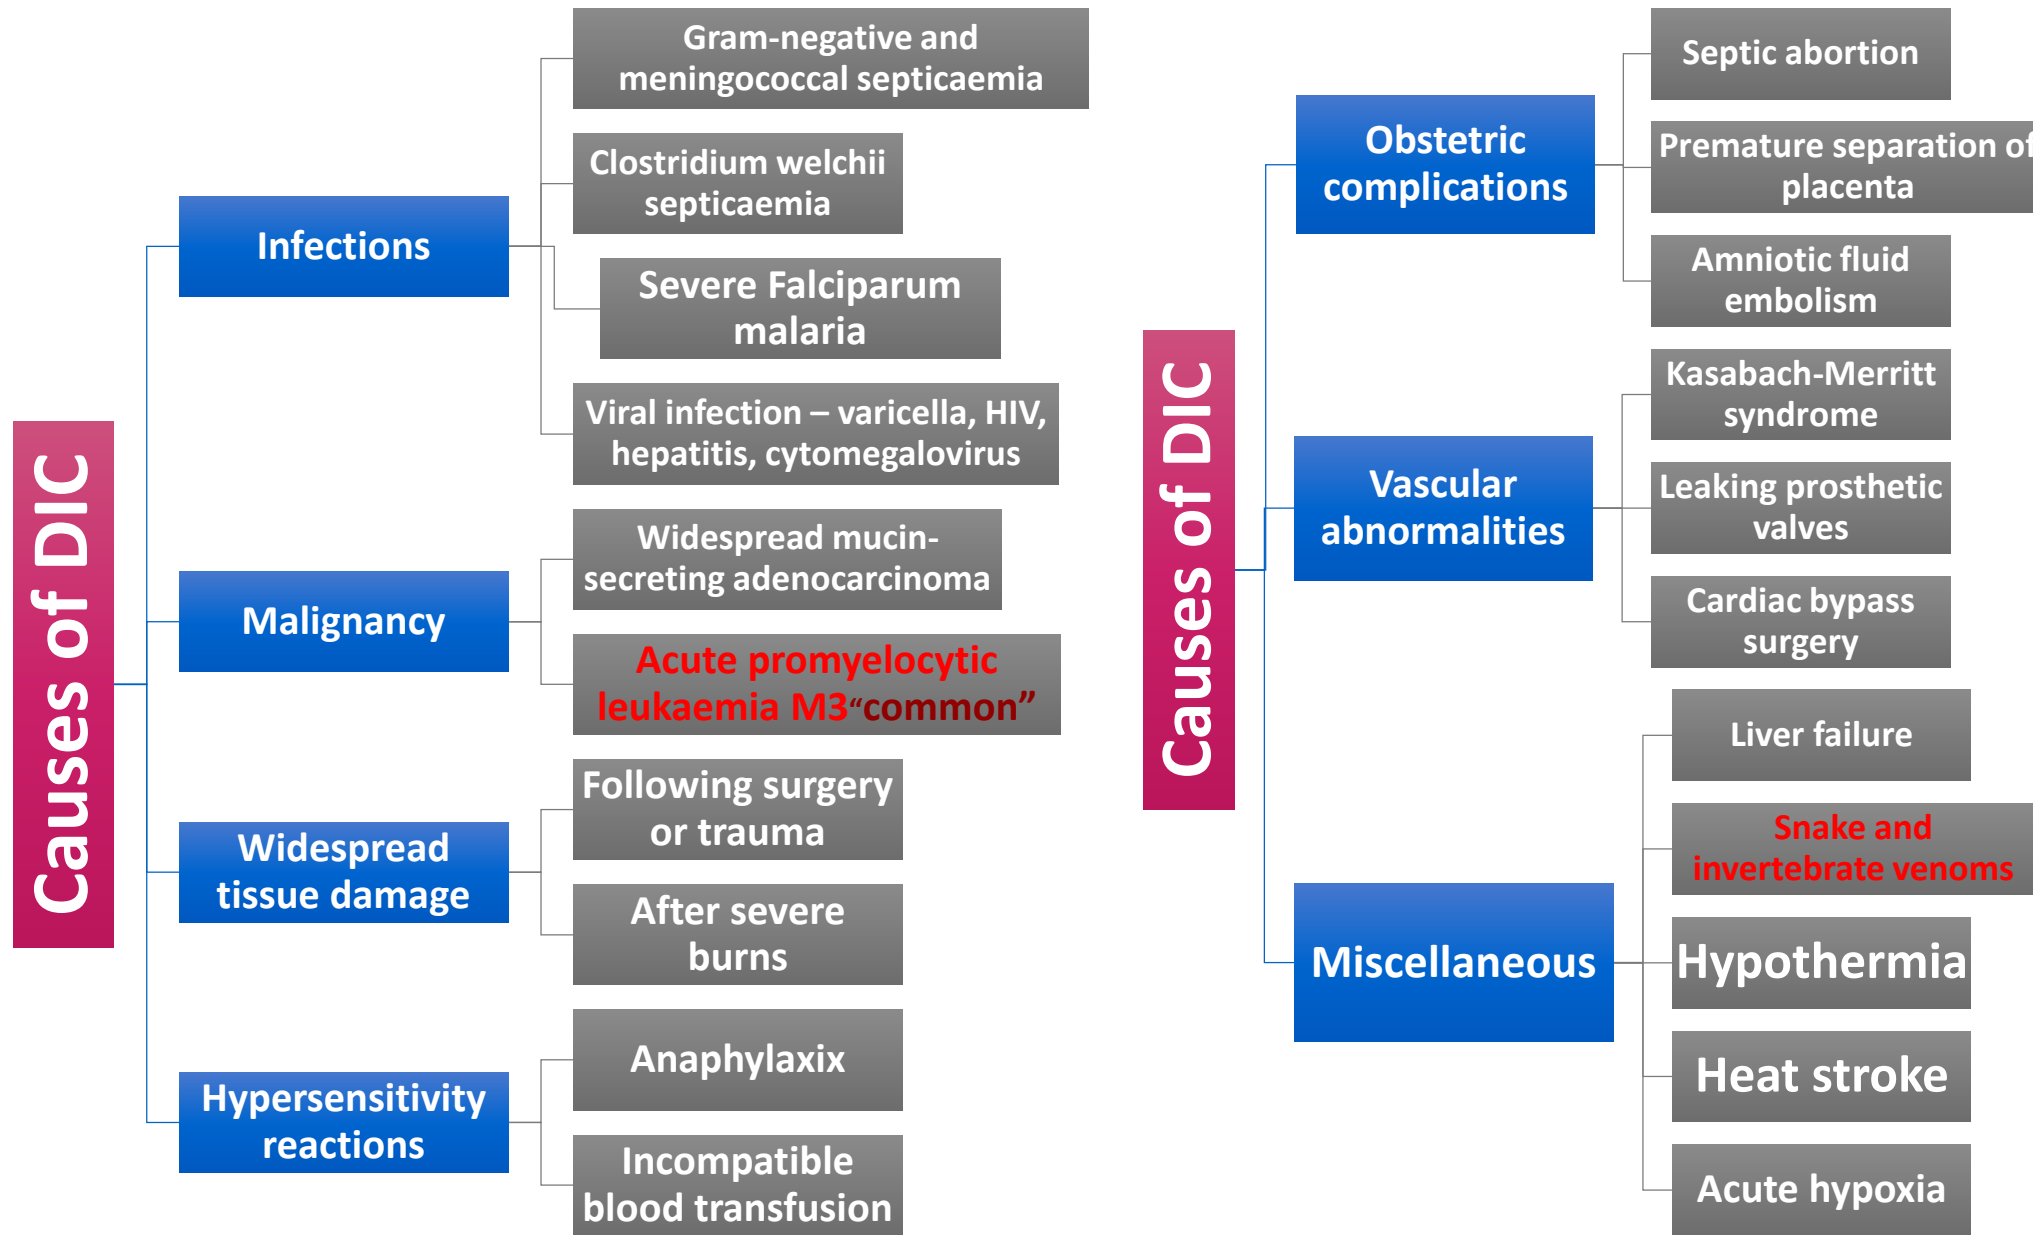 Causes of DIC
Infections
Gram-negative and
meningococcal septicaemia
Clostridium welchii
septicaemia
Severe Falciparum
malaria
Viral infection – varicella, HIV,
hepatitis, cytomegalovirus
Malignancy
Widespread mucin-
secreting adenocarcinoma
Acute promyelocytic
leukaemia M3“common”
Widespread
tissue damage
Following surgery
or trauma
After severe
burns
Hypersensitivity
reactions
Anaphylaxix
Incompatible
blood transfusion
Causes of DIC
Obstetric
complications
Septic abortion
Premature separation of
placenta
Amniotic fluid
embolism
Vascular
abnormalities
Kasabach-Merritt
syndrome
Leaking prosthetic
valves
Cardiac bypass
surgery
Miscellaneous
Liver failure
Snake and
invertebrate venoms
Hypothermia
Heat stroke
Acute hypoxia